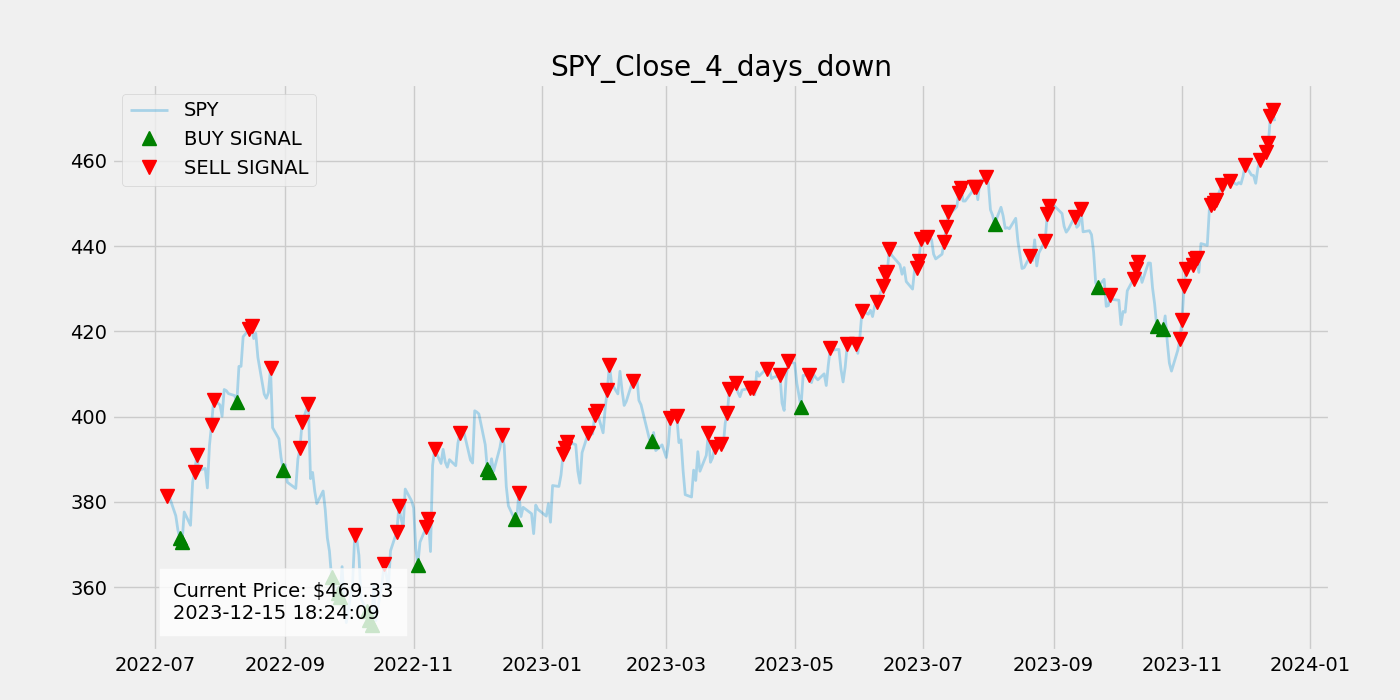 SPY_Close_4_days_down
SPY
BUY SIGNAL
SELL SIGNAL
460
440
420
400
380
360
Current Price: $469.33
2023-12-15 18:24:09
2022-07 2022-09 2022-11 2023-01 2023-03 2023-05 2023-07 2023-09 2023-11 2024-01